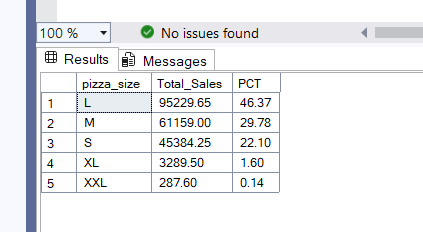 100 %
No issues found
Results Messages
pizza_size Total_Sales PCT
1 L 95229.65 46.37
2 M 61159.00 29.78
3 S 45384.25 22.10
4 XL 3289.50 1.60
5 XXL 287.60 0.14